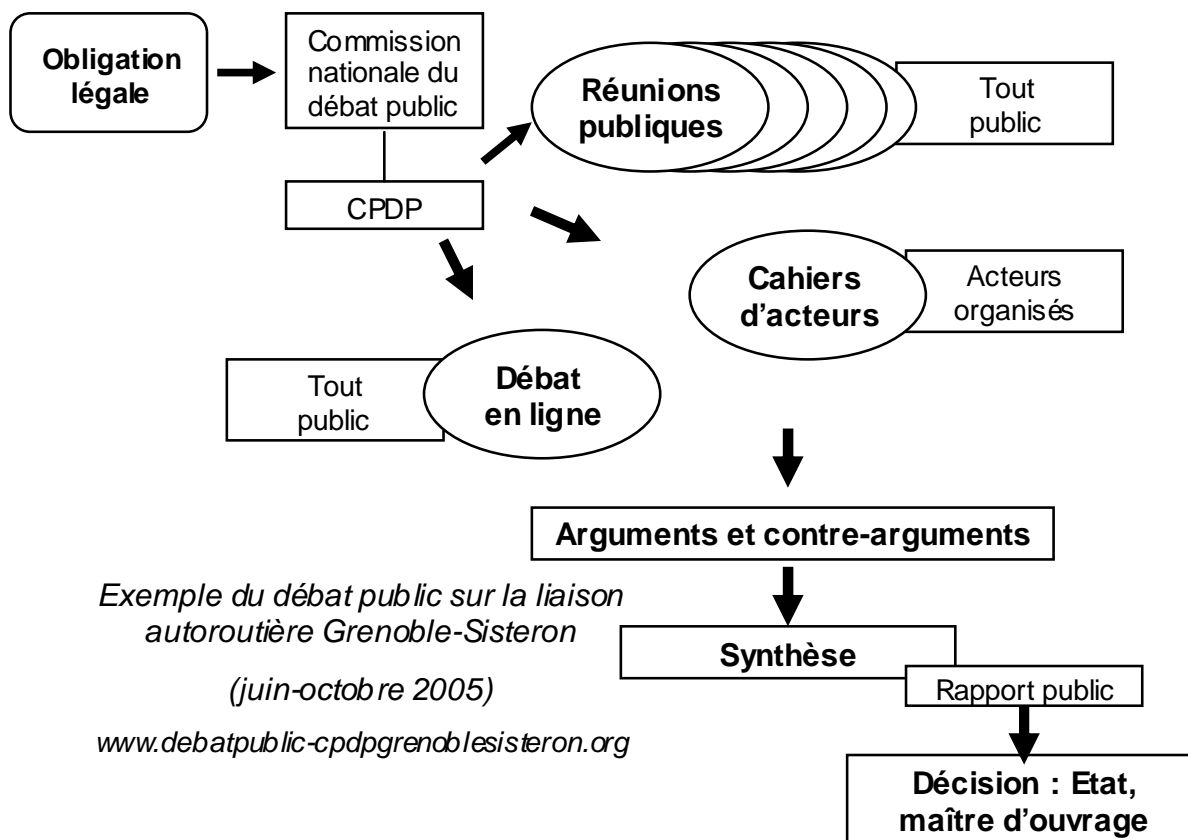 Obligation
légale
Commission
nationale du
débat public
CPDP
Réunions
publiques
Tout
public
Cahiers
d’acteurs
Acteurs
organisés
Tout
public
Débat
en ligne
Arguments et contre-arguments
Exemple du débat public sur la liaison
autoroutière Grenoble-Sisteron
(juin-octobre 2005)
www.debatpublic-cpdpgrenoblesisteron.org
Synthèse
Rapport public
Décision : Etat,
maître d’ouvrage